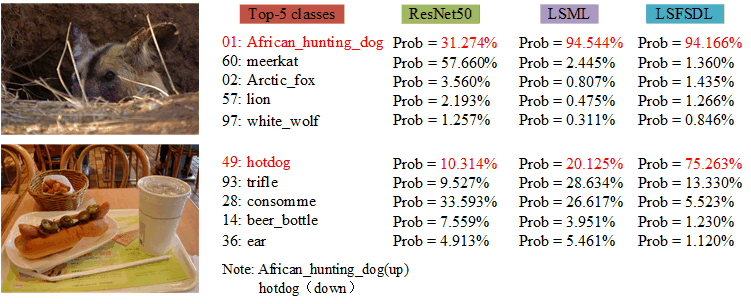 Top-5 classes ResNet50 LSML LSFSDL
01: African_hunting_dog Prob = 31.274% Prob = 94.544% Prob = 94.166%
60: meerkat Prob = 57.660% Prob = 2.445% Prob = 1.360%
02: Arctic_fox Prob = 3.560% Prob = 0.807% Prob = 1.435%
57: lion Prob = 2.193% Prob = 0.475% Prob = 1.266%
97: white_wolf Prob = 1.257% Prob = 0.311% Prob = 0.846%
49: hotdog Prob = 10.314% Prob = 20.125% Prob = 75.263%
93: trifle Prob = 9.527% Prob = 28.634% Prob = 13.330%
28: consomme Prob = 33.593% Prob = 26.617% Prob = 5.523%
14: beer_bottle Prob = 7.559% Prob = 3.951% Prob = 1.230%
36: ear Prob = 4.913% Prob = 5.461% Prob = 1.120%
Note: African_hunting_dog(up)
hotdog（down）